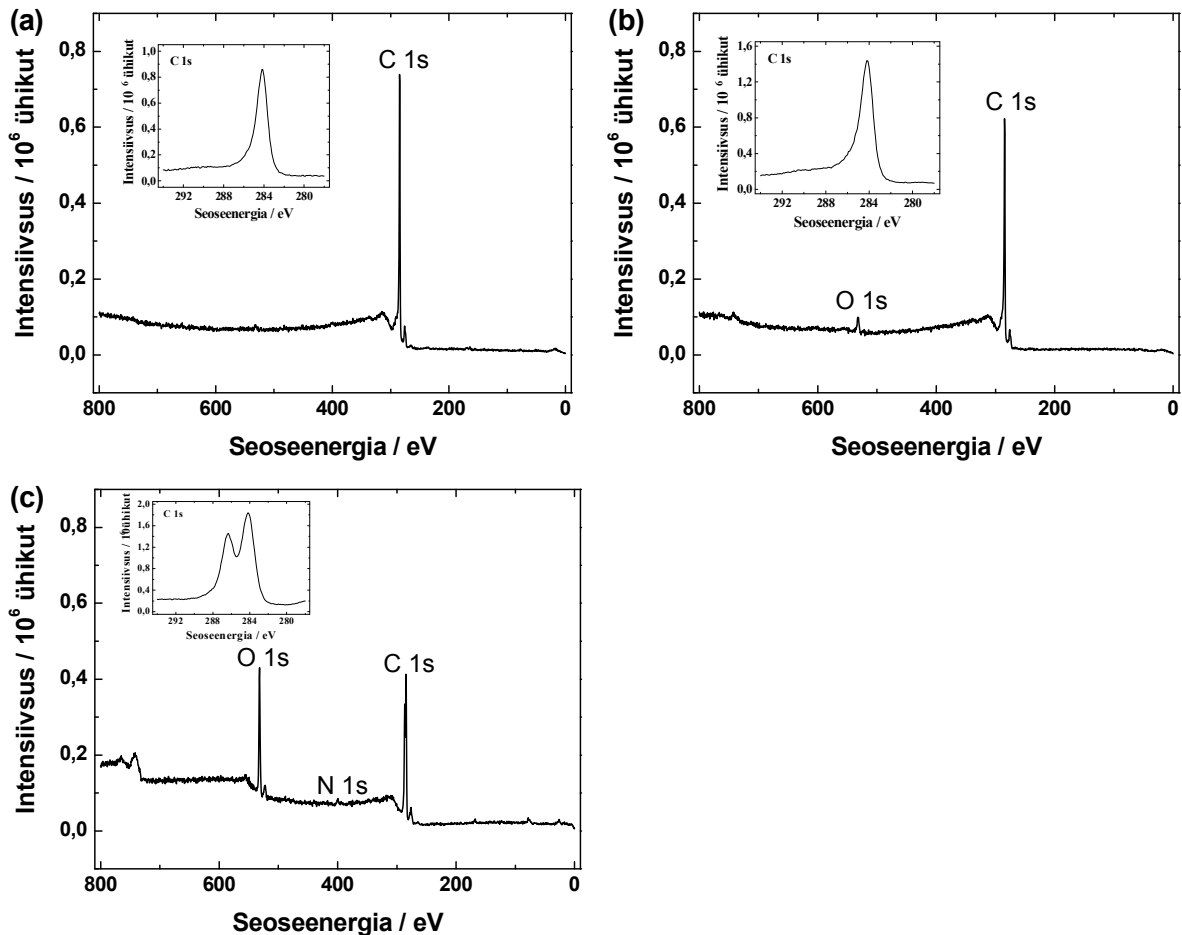 (a)
Intensiivsus / 10⁶ ühikut
0,8
0,6
0,4
0,2
0,0
800 600 400 200 0
Seoseenergia / eV
C 1s
Intensiivsus / 10⁶ ühikut
1,0
0,8
0,6
0,4
0,2
0,0
292 288 284 280
Seoseenergia / eV
C 1s
(b)
Intensiivsus / 10⁶ ühikut
0,8
0,6
0,4
0,2
0,0
800 600 400 200 0
Seoseenergia / eV
C 1s
O 1s
Intensiivsus / 10⁶ ühikut
1,6
1,2
0,8
0,4
0,0
292 288 284 280
Seoseenergia / eV
C 1s
(c)
Intensiivsus / 10⁶ ühikut
0,8
0,6
0,4
0,2
0,0
800 600 400 200 0
Seoseenergia / eV
O 1s
N 1s
C 1s
Intensiivsus / 10⁶ühikut
2,0
1,6
1,2
0,8
0,4
0,0
292 288 284 280
Seoseenergia / eV
C 1s